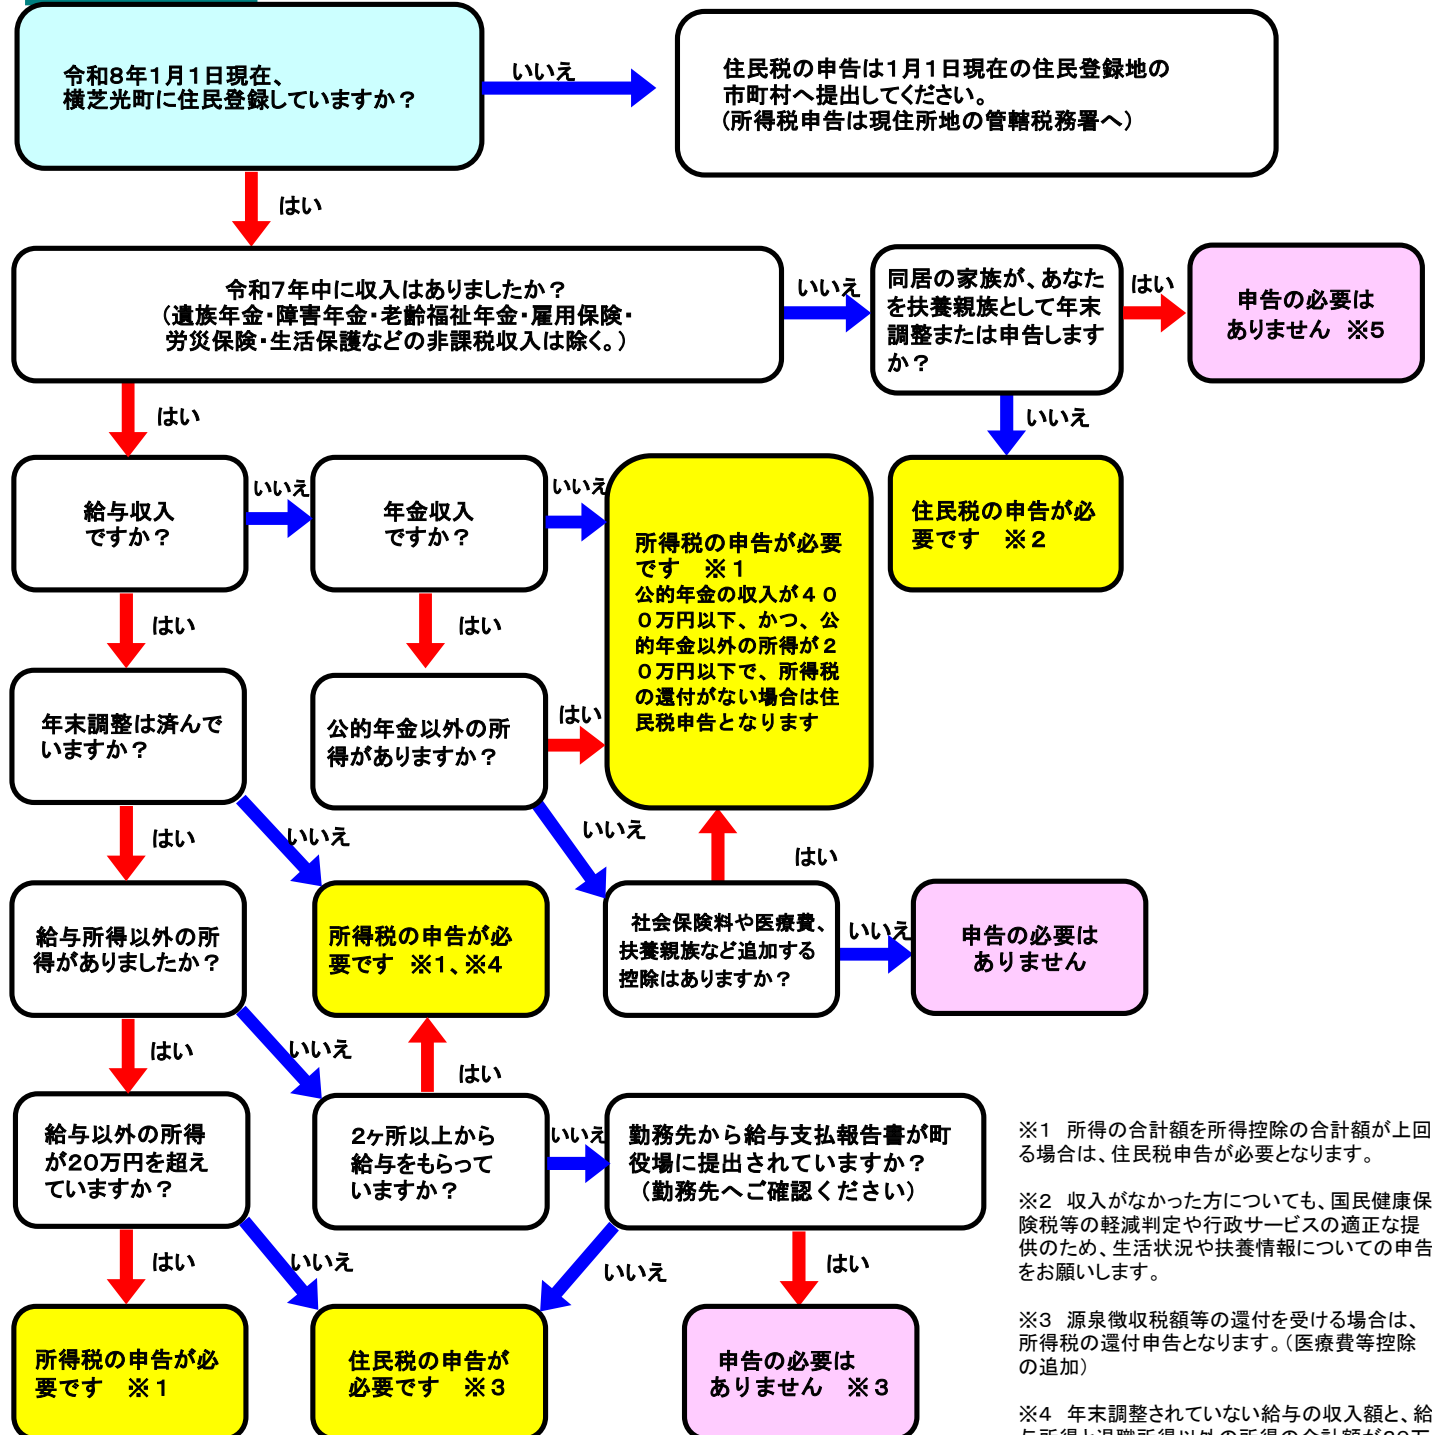 令和8年1月1日現在、
横芝光町に住民登録していますか？
いいえ
住民税の申告は1月1日現在の住民登録地の
市町村へ提出してください。
(所得税申告は現住所地の管轄税務署へ)
はい
令和7年中に収入はありましたか？
(遺族年金・障害年金・老齢福祉年金・雇用保険・
労災保険・生活保護などの非課税収入は除く。)
いいえ
同居の家族が、あなた
を扶養親族として年末
調整または申告します
か？
はい
申告の必要は
ありません　※5
はい
いいえ
給与収入
ですか？
いいえ
年金収入
ですか？
いいえ
所得税の申告が必要
です　※１
公的年金の収入が４０
０万円以下、かつ、公
的年金以外の所得が２
０万円以下で、所得税
の還付がない場合は住
民税申告となります
住民税の申告が必
要です　※２
はい
はい
年末調整は済んで
いますか？
公的年金以外の所
得がありますか？
はい
はい
いいえ
いいえ
はい
給与所得以外の所
得がありましたか？
所得税の申告が必
要です　※1、※4
社会保険料や医療費、
扶養親族など追加する
控除はありますか？
いいえ
申告の必要は
ありません
はい
いいえ
はい
給与以外の所得
が20万円を超え
ていますか？
2ヶ所以上から
給与をもらって
いますか？
いいえ
勤務先から給与支払報告書が町
役場に提出されていますか？
(勤務先へご確認ください)
はい
いいえ
いいえ
はい
所得税の申告が必
要です　※１
住民税の申告が
必要です　※３
申告の必要は
ありません　※３
※1　所得の合計額を所得控除の合計額が上回
る場合は、住民税申告が必要となります。
※2　収入がなかった方についても、国民健康保
険税等の軽減判定や行政サービスの適正な提
供のため、生活状況や扶養情報についての申告
をお願いします。
※3　源泉徴収税額等の還付を受ける場合は、
所得税の還付申告となります。(医療費等控除
の追加)
※4　年末調整されていない給与の収入額と、給
与所得と退職所得以外の所得の合計額が20万